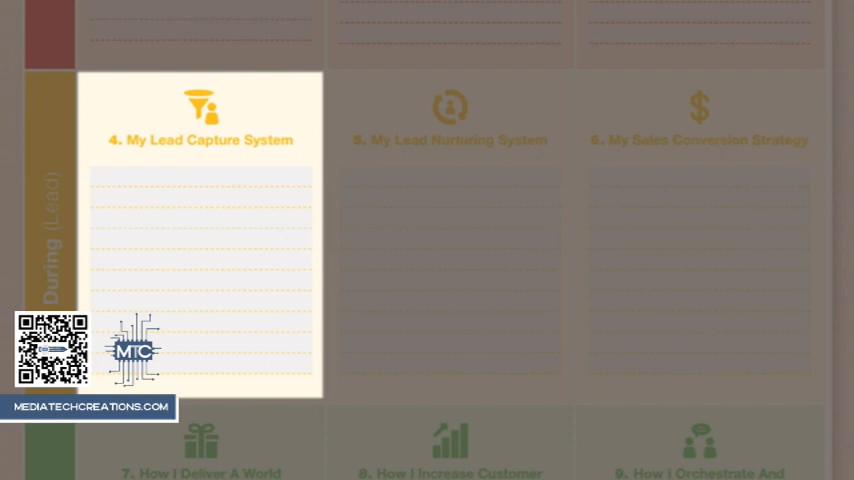 4. My Lead Capture System
5. My Lead Nurturing System
6. My Sales Conversion Strategy
During (Lead)
MTC
MEDIATECHCREATIONS.COM
7. How I Deliver A World
8. How I Increase Customer
9. How I Orchestrate And